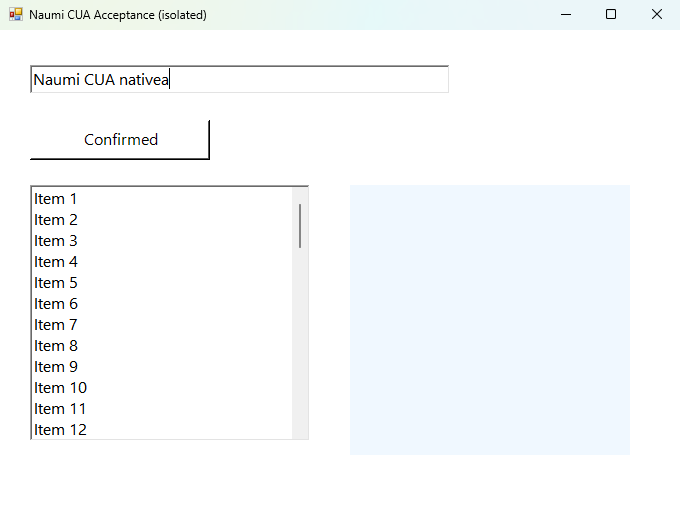 Naumi CUA Acceptance (isolated)
Naumi CUA nativea
Confirmed
Item 1
Item 2
Item 3
Item 4
Item 5
Item 6
Item 7
Item 8
Item 9
Item 10
Item 11
Item 12